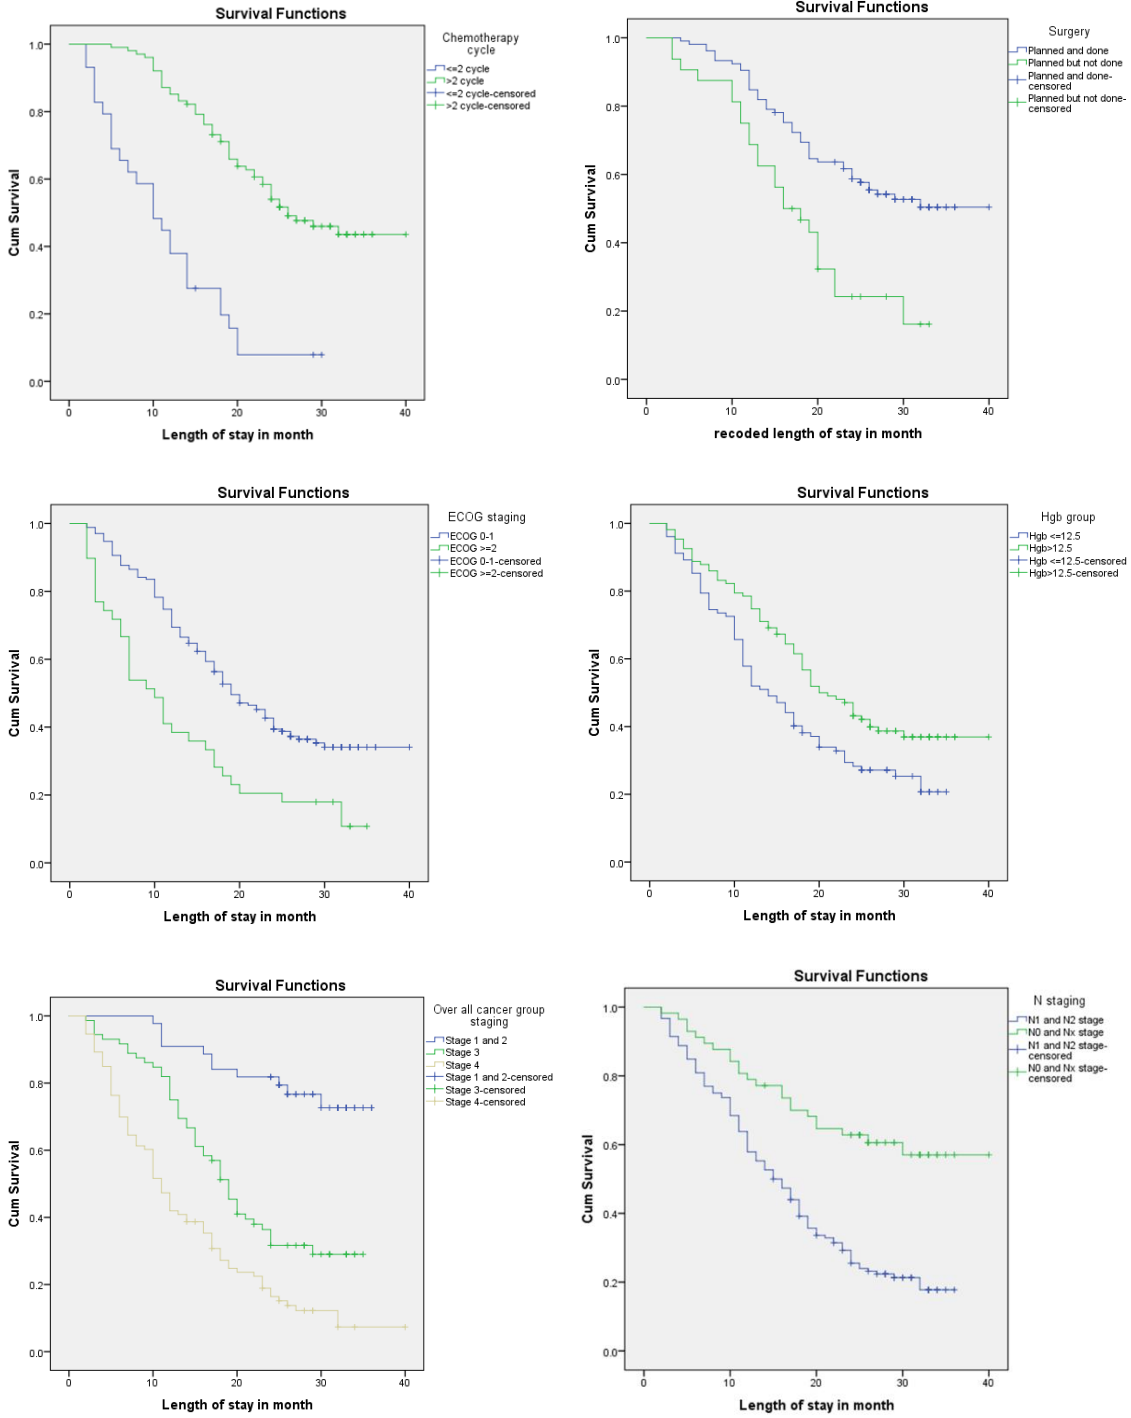 Survival Functions
Chemotherapy
cycle
<=2 cycle
>2 cycle
<=2 cycle-censored
>2 cycle-censored
Cum Survival
1.0
0.8
0.6
0.4
0.2
0.0
0 10 20 30 40
Length of stay in month
Survival Functions
Surgery
Planned and done
Planned but not done
Planned and done-
censored
Planned but not done-
censored
Cum Survival
1.0
0.8
0.6
0.4
0.2
0.0
0 10 20 30 40
recoded length of stay in month
Survival Functions
ECOG staging
ECOG 0-1
ECOG >=2
ECOG 0-1-censored
ECOG >=2-censored
Cum Survival
1.0
0.8
0.6
0.4
0.2
0.0
0 10 20 30 40
Length of stay in month
Survival Functions
Hgb group
Hgb <=12.5
Hgb>12.5
Hgb <=12.5-censored
Hgb>12.5-censored
Cum Survival
1.0
0.8
0.6
0.4
0.2
0.0
0 10 20 30 40
Length of stay in month
Survival Functions
Over all cancer group
staging
Stage 1 and 2
Stage 3
Stage 4
Stage 1 and 2-censored
Stage 3-censored
Stage 4-censored
Cum Survival
1.0
0.8
0.6
0.4
0.2
0.0
0 10 20 30 40
Length of stay in month
Survival Functions
N staging
N1 and N2 stage
N0 and Nx stage
N1 and N2 stage-
censored
N0 and Nx stage-
censored
Cum Survival
1.0
0.8
0.6
0.4
0.2
0.0
0 10 20 30 40
Length of stay in month